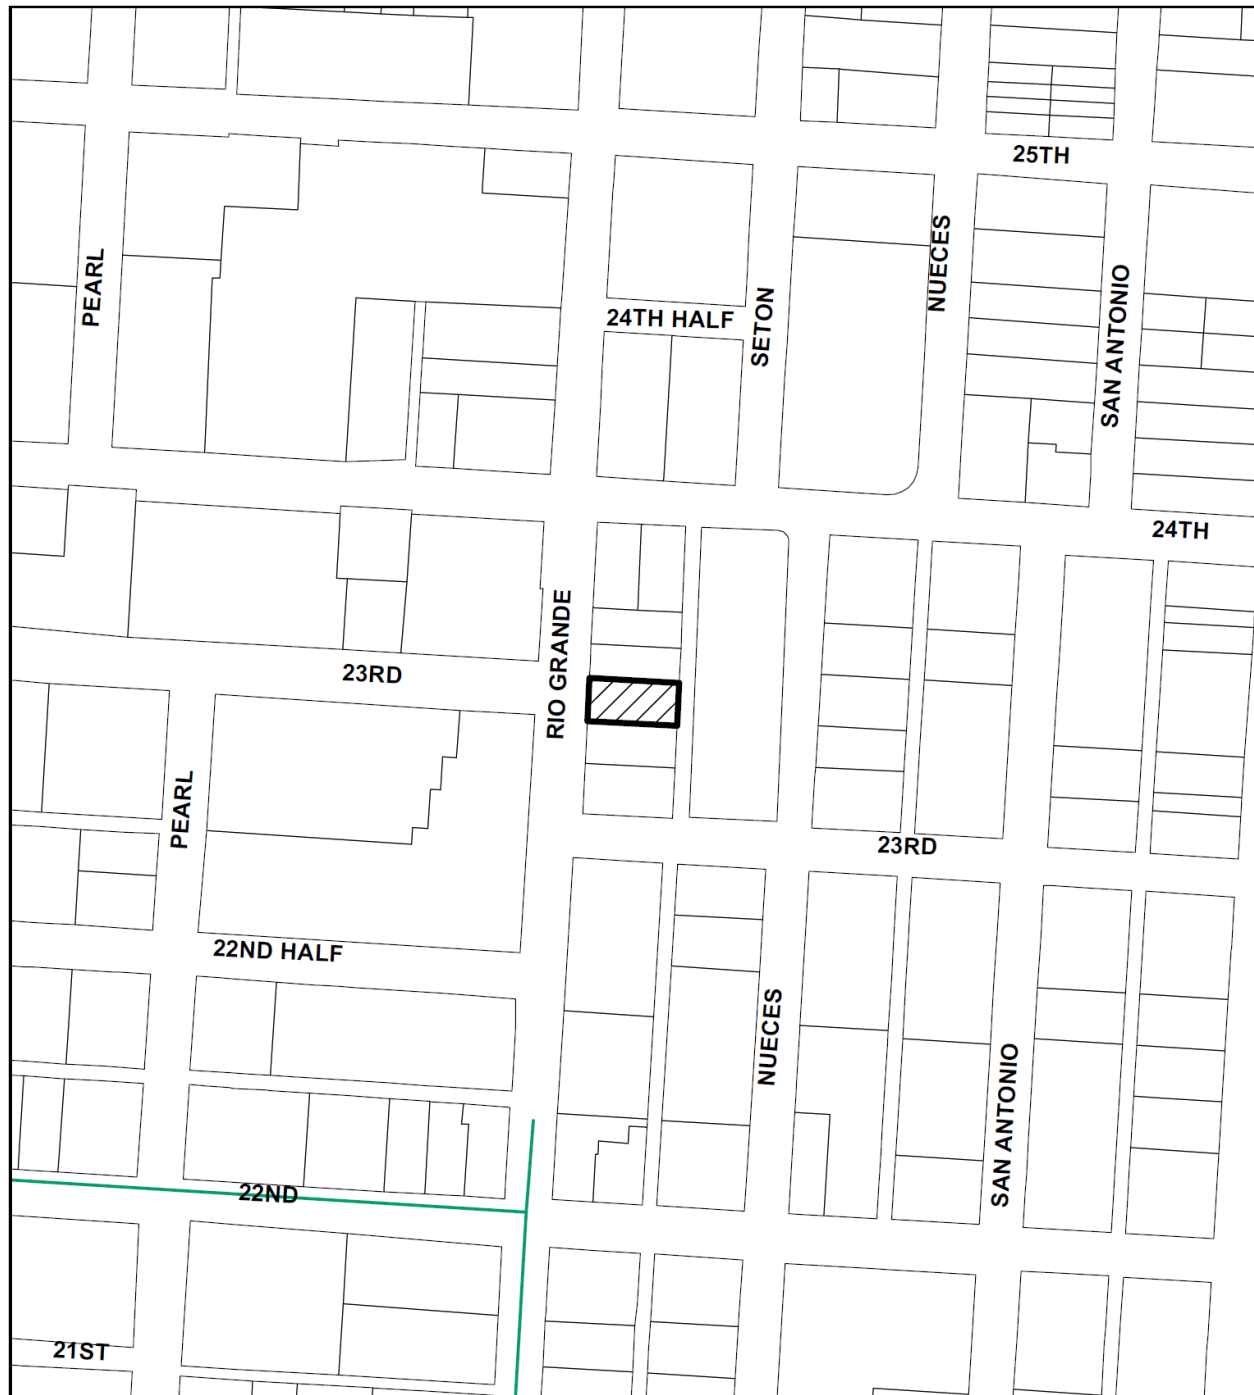 25TH
NUECES
PEARL
SAN ANTONIO
SETON
24TH HALF
24TH
RIO GRANDE
23RD
PEARL
23RD
22ND HALF
NUECES
SAN ANTONIO
22ND
21ST